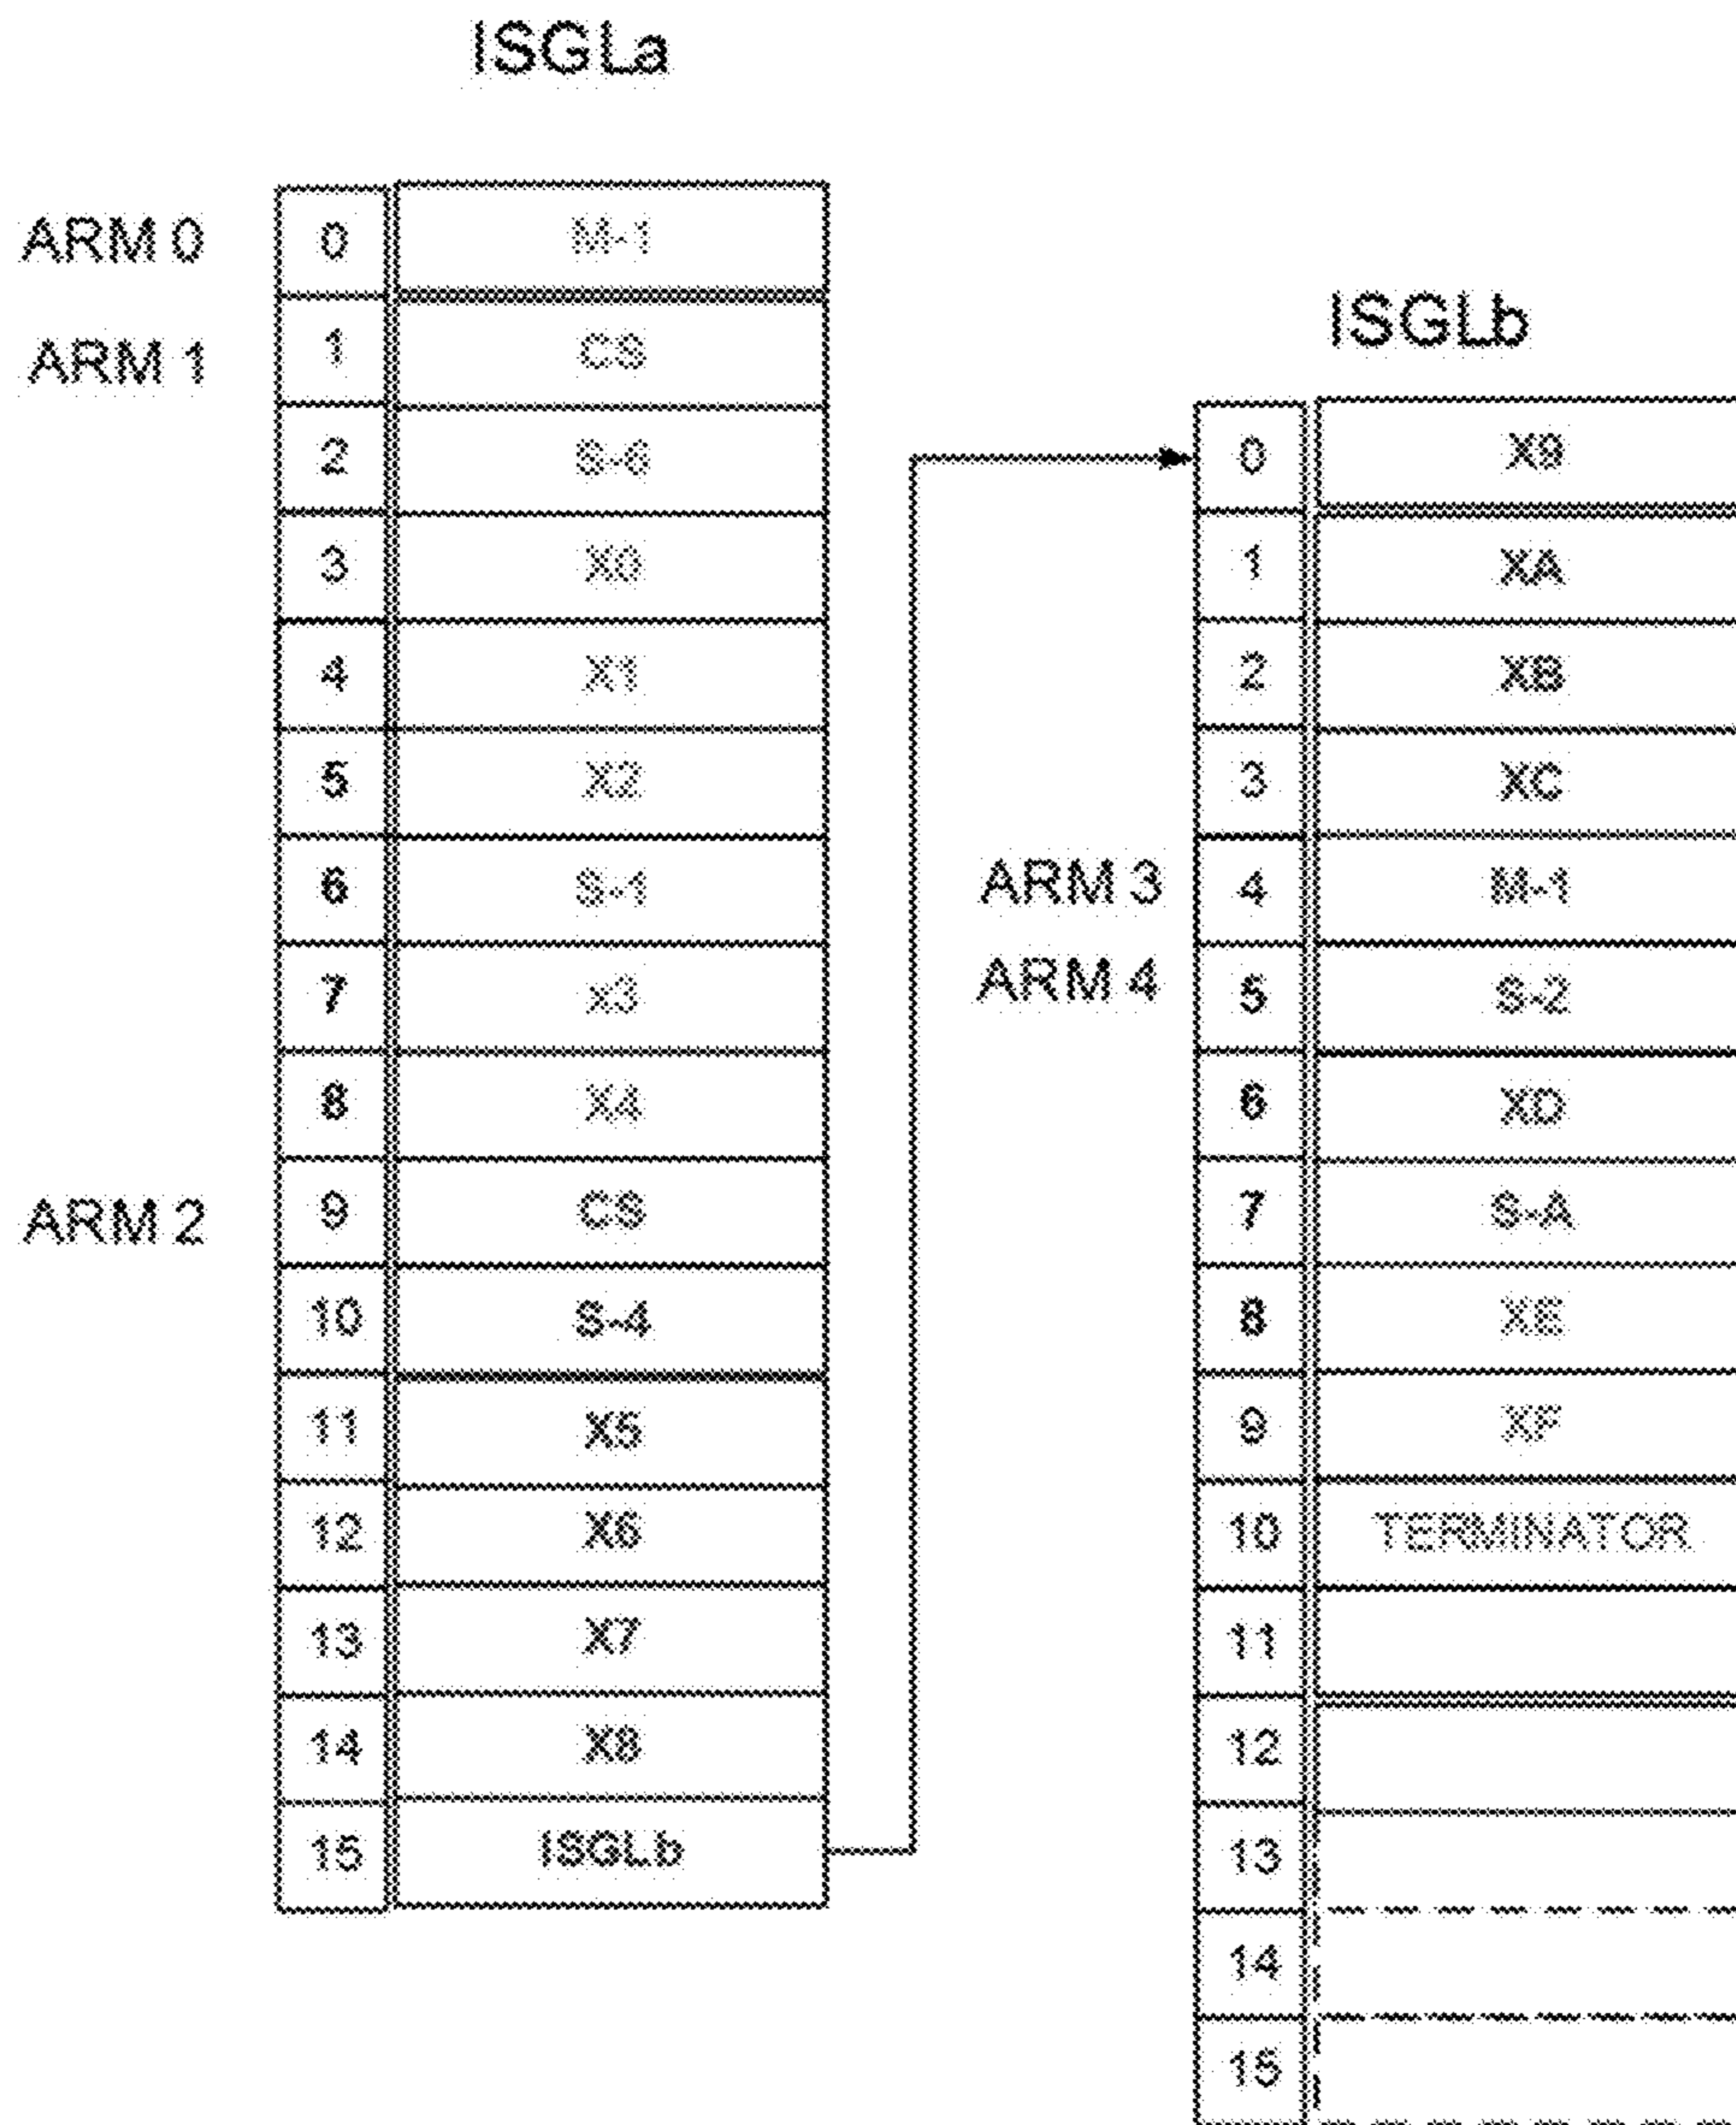 ISGLa
ARM 0 0 M-1
ARM 1 1 CS
2 S-6
3 X0
4 X1
5 X2
6 S-1
7 x3
8 X4
ARM 2 9 CS
10 S-4
11 X5
12 X6
13 X7
14 X8
15 ISGLb
ISGLb
0 X9
1 XA
2 XB
3 XC
ARM 3 4 M-1
ARM 4 5 S-2
6 XD
7 S-A
8 XE
9 XF
10 TERMINATOR
11
12
13
14
15